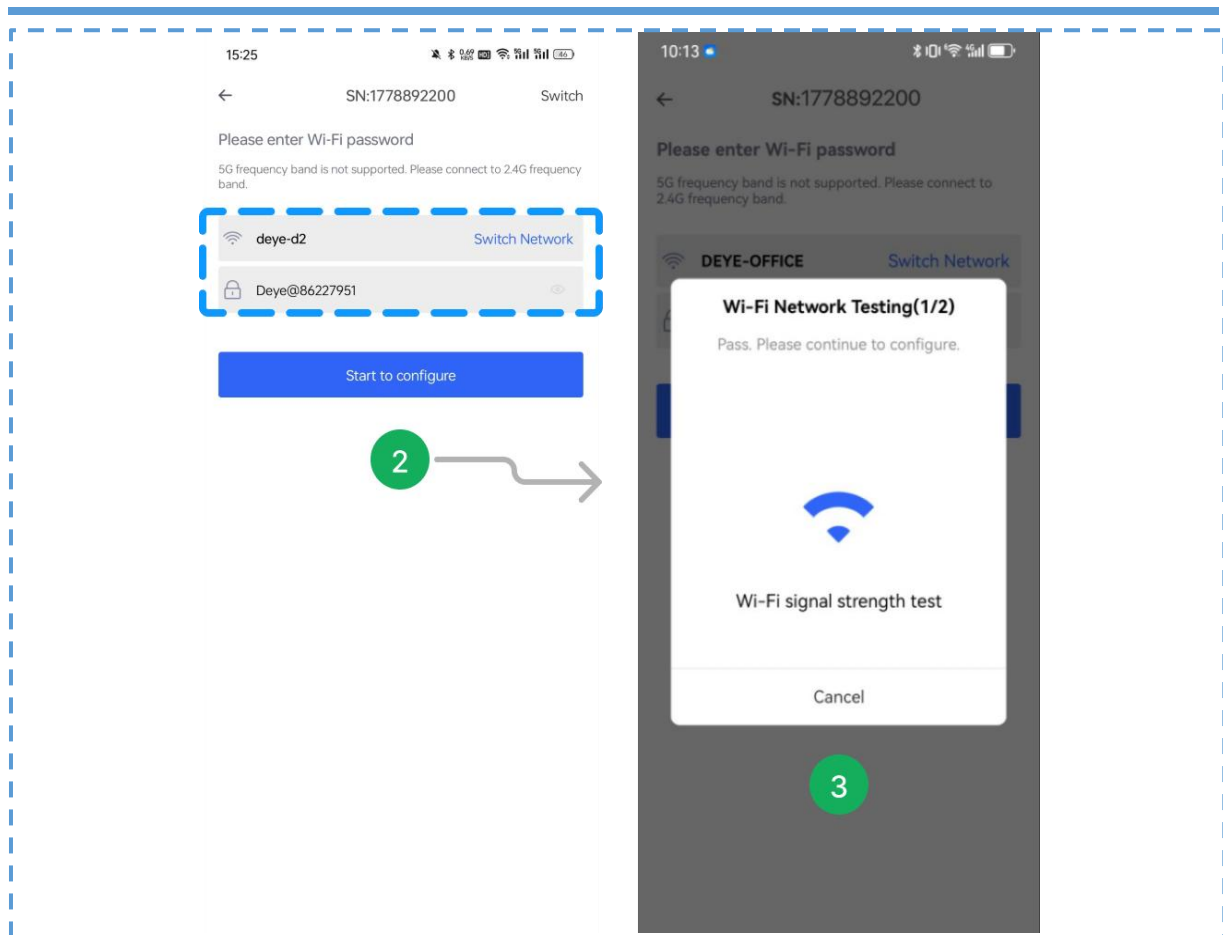 15:25
SN:1778892200
Switch
Please enter Wi-Fi password
5G frequency band is not supported. Please connect to 2.4G frequency
band.
deye-d2
Switch Network
Deye@86227951
Start to configure
2
10:13
SN:1778892200
Please enter Wi-Fi password
5G frequency band is not supported. Please connect to
2.4G frequency band.
DEYE-OFFICE
Switch Network
Wi-Fi Network Testing(1/2)
Pass. Please continue to configure.
Wi-Fi signal strength test
Cancel
3